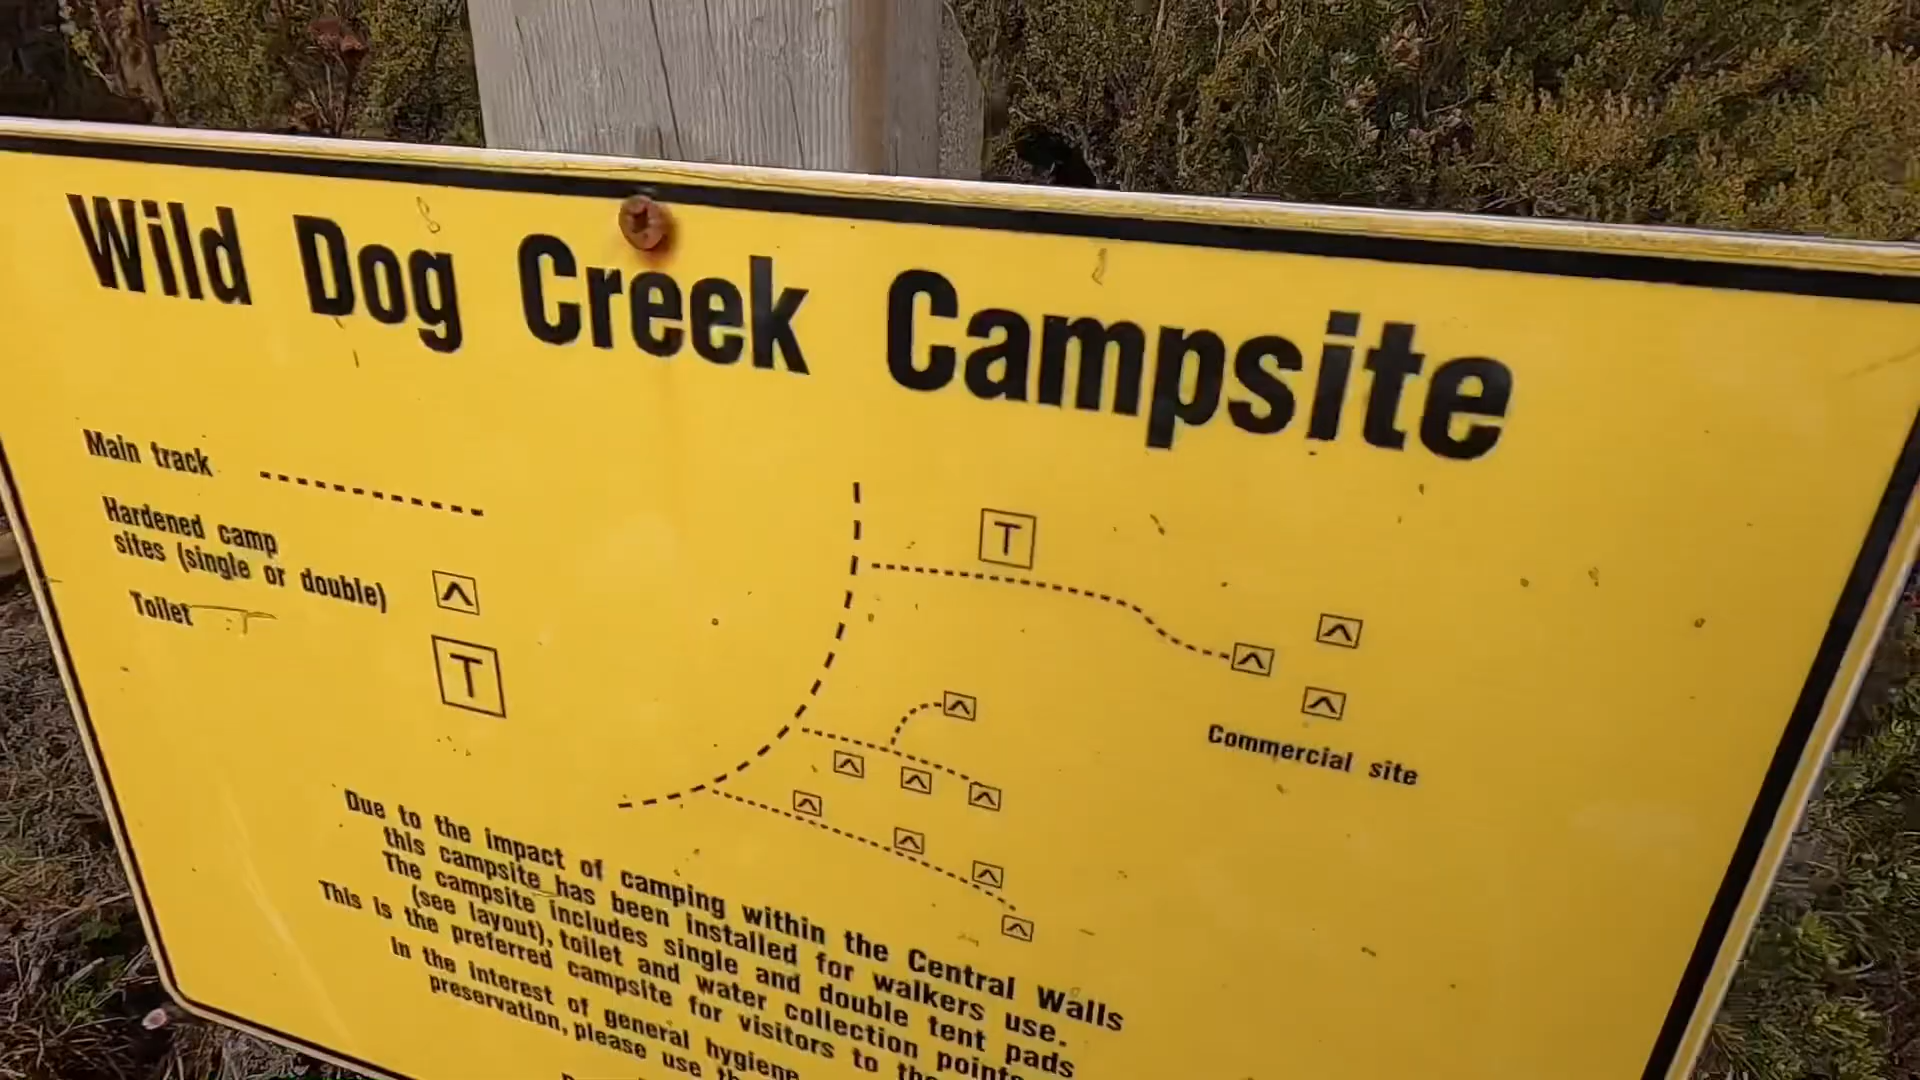 Wild Dog Creek Campsite
Main track
Hardened camp
sites (single or double)
Toilet
T
T
Commercial site
Due to the impact of camping within the Central Walls
this campsite has been installed for walkers use.
The campsite includes single and double tent pads
(see layout), toilet and water collection points
This is the preferred campsite for visitors to the
In the interest of general hygiene
preservation, please use